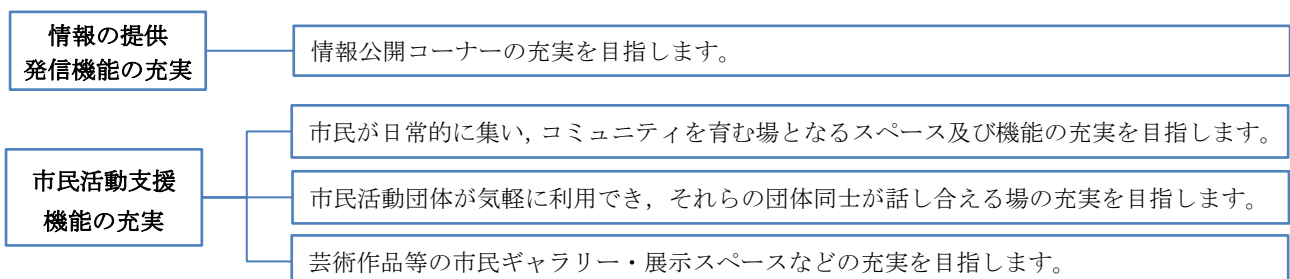 情報の提供
発信機能の充実
情報公開コーナーの充実を目指します。
市民活動支援
機能の充実
市民が日常的に集い,コミュニティを育む場となるスペース及び機能の充実を目指します。
市民活動団体が気軽に利用でき，それらの団体同士が話し合える場の充実を目指します。
芸術作品等の市民ギャラリー・展示スペースなどの充実を目指します。